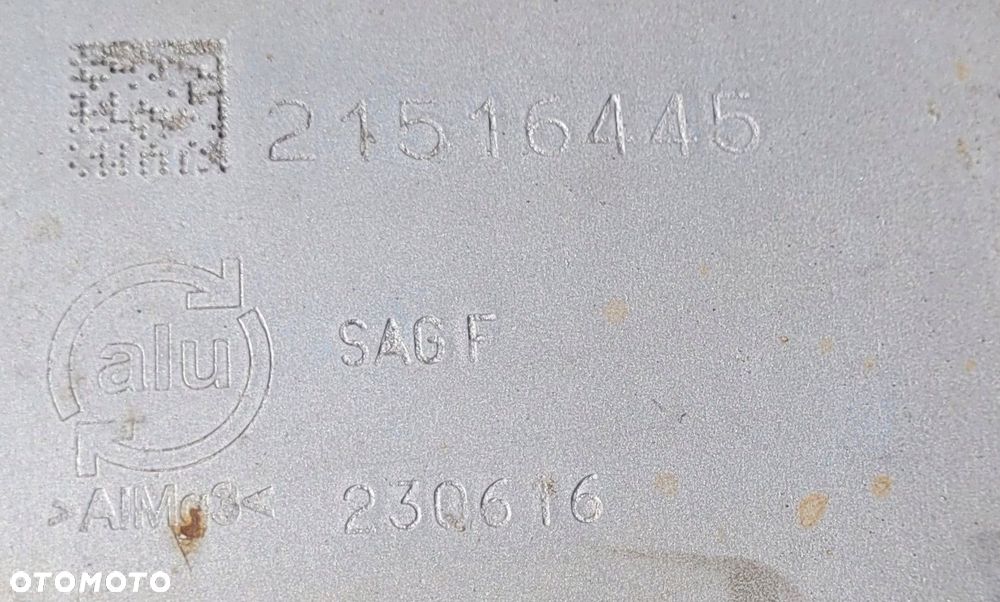 21516445
alu
SAG F
>AlMg3<
230616
OTOMOTO